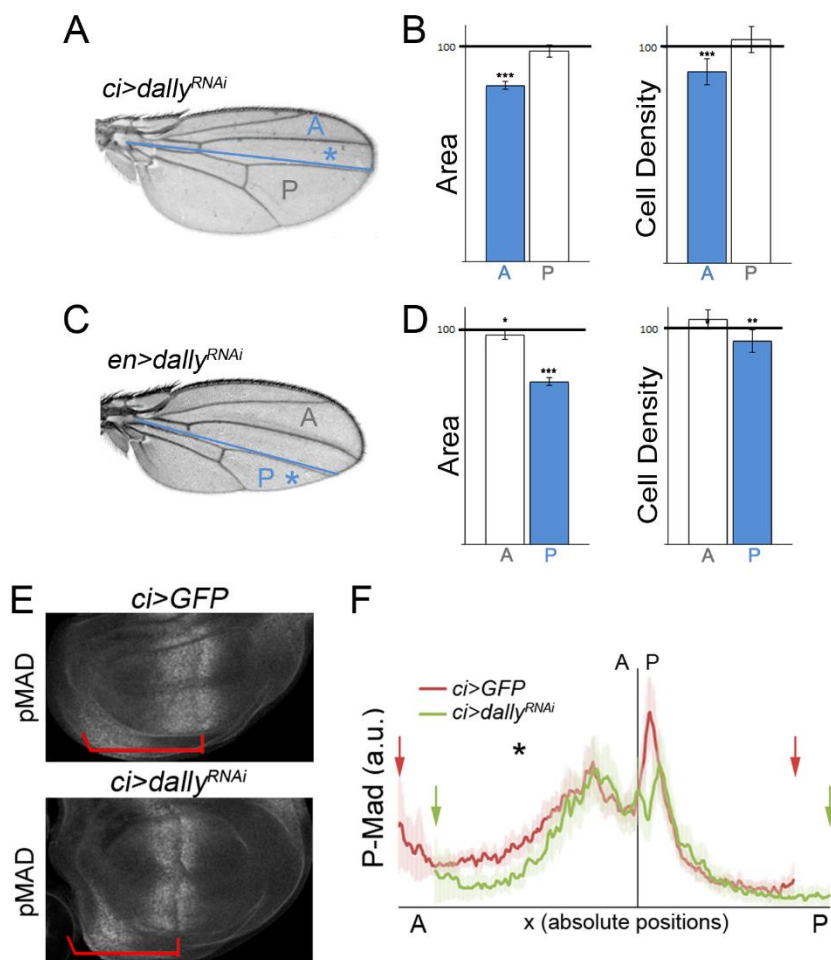 A
ci>dally^RNAi
A
*
P
B
100
***
Area
A
P
100
***
Cell Density
A
P
C
en>dally^RNAi
A
P *
D
100
*
***
Area
A
P
100
*
**
Cell Density
A
P
E
ci>GFP
pMAD
ci>dally^RNAi
pMAD
F
A P
ci>GFP
ci>dally^RNAi
*
P-Mad (a.u.)
A
x (absolute positions)
P